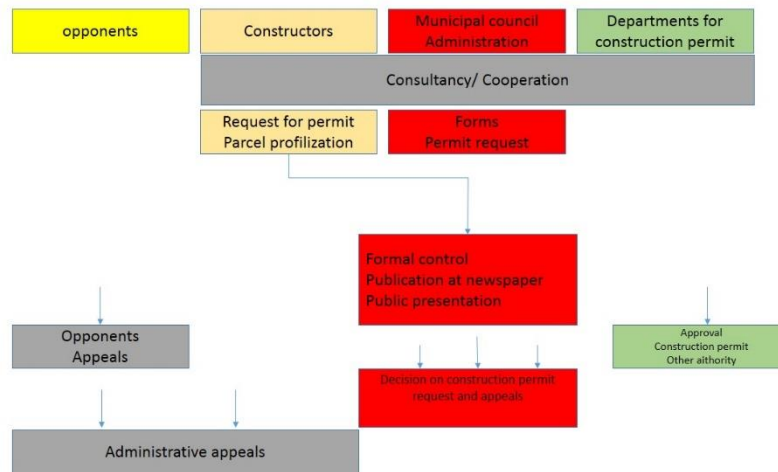 opponents
Constructors
Municipal council
Administration
Departments for
construction permit
Consultancy/ Cooperation
Request for permit
Parcel profilization
Forms
Permit request
Formal control
Publication at newspaper
Public presentation
Opponents
Appeals
Approval
Construction permit
Other aithority
Decision on construction permit
request and appeals
Administrative appeals